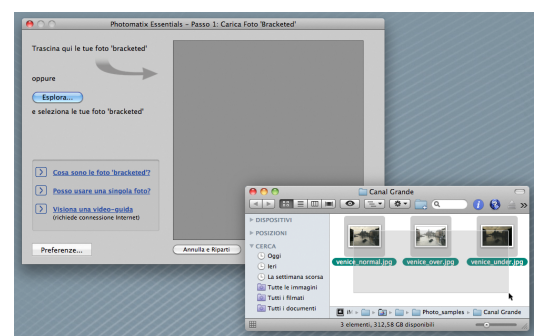 Photomatix Essentials – Passo 1: Carica Foto 'Bracketed'
Trascina qui le tue foto 'bracketed'
oppure
Esplora...
e seleziona le tue foto 'bracketed'
Cosa sono le foto 'bracketed'?
Posso usare una singola foto?
Visiona una video-guida
(richiede connessione Internet)
Preferenze...
Annulla e Riparti
Canal Grande
DISPOSITIVI
POSIZIONI
CERCA
Oggi
Ieri
La settimana scorsa
Tutte le immagini
Tutti i filmati
Tutti i documenti
venice_normal.jpg
venice_over.jpg
venice_under.jpg
Photo_samples
Canal Grande
3 elementi, 312,58 GB disponibili